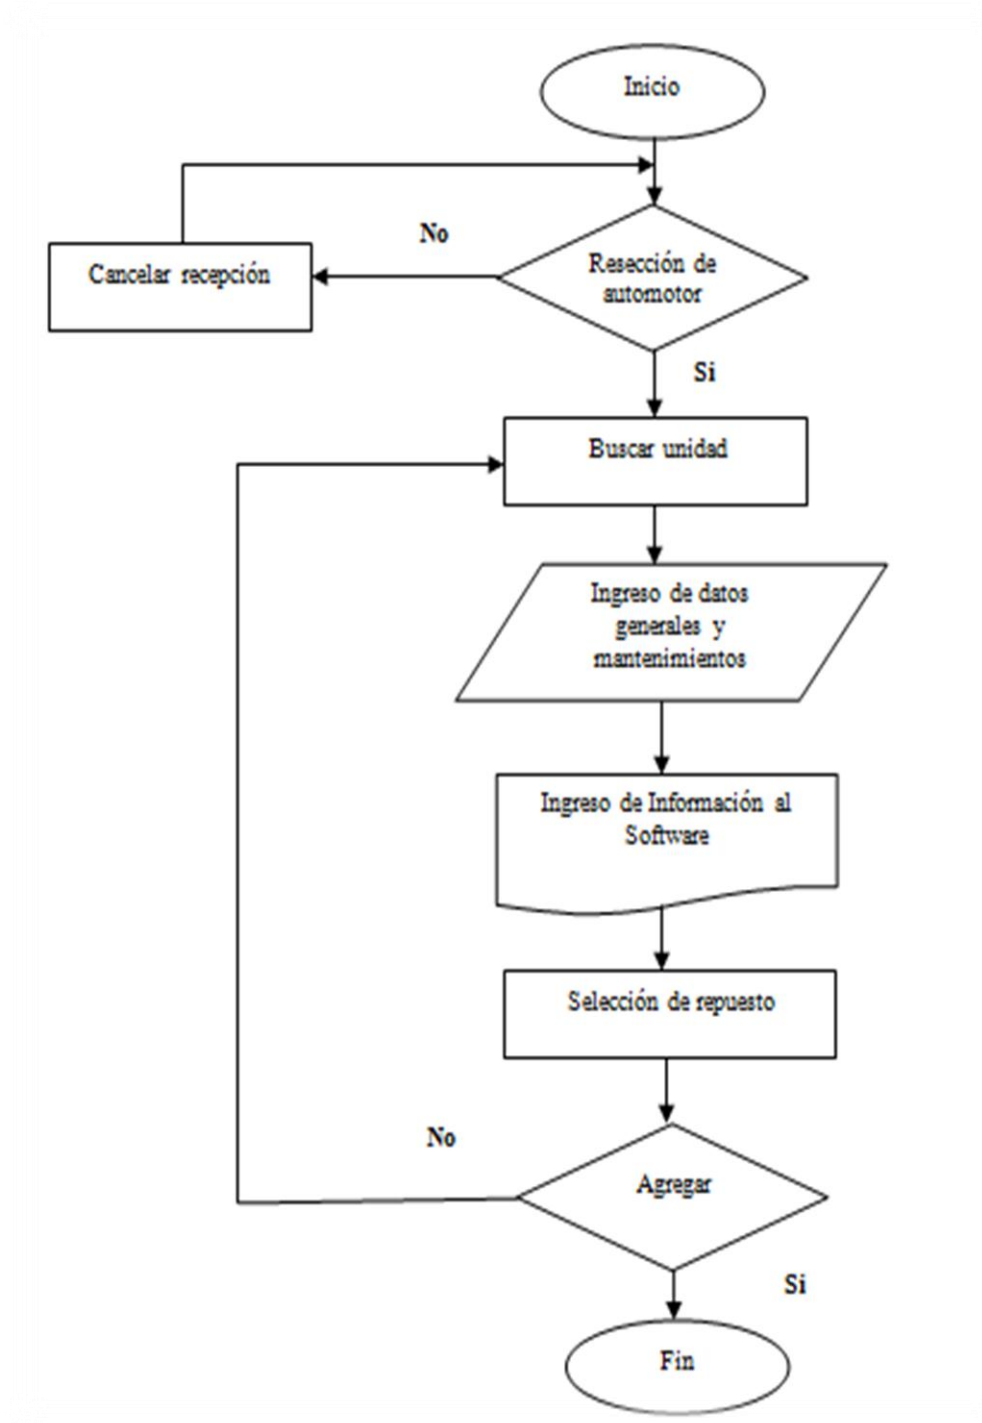 Inicio
No
Resección de
automotor
Cancelar recepción
Si
Buscar unidad
Ingreso de datos
generales y
mantenimientos
Ingreso de Información al
Software
Selección de repuesto
No
Agregar
Si
Fin